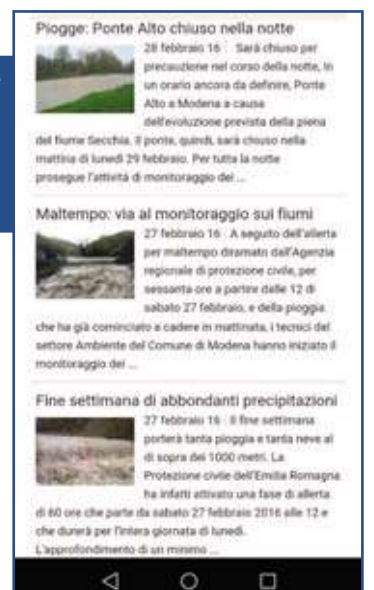 Piogge: Ponte Alto chiuso nella notte
28 febbraio 16 Sarà chiuso per
precauzione nel corso della notte, in
un orario ancora da definire, Ponte
Alto a Modena a causa
dell'evoluzione prevista della piena
del fiume Secchia. Il ponte, quindi, sarà chiuso nella
mattina di lunedì 29 febbraio. Per tutta la notte
prosegue l'attività di monitoraggio dei ...
Maltempo: via al monitoraggio sui fiumi
27 febbraio 16 A seguito dell'allerta
per maltempo diramato dall'Agenzia
regionale di protezione civile, per
sessanta ore a partire dalle 12 di
sabato 27 febbraio, e della pioggia
che ha già cominciato a cadere in mattinata, i tecnici del
settore Ambiente del Comune di Modena hanno iniziato il
monitoraggio dei ...
Fine settimana di abbondanti precipitazioni
27 febbraio 16 Il fine settimana
porterà tanta pioggia e tanta neve al
di sopra dei 1000 metri. La
Protezione civile dell'Emilia Romagna
ha infatti attivato una fase di allerta
di 60 ore che parte da sabato 27 febbraio 2016 alle 12 e
che durerà per l'intera giornata di lunedì.
L'approfondimento di un minimo ...